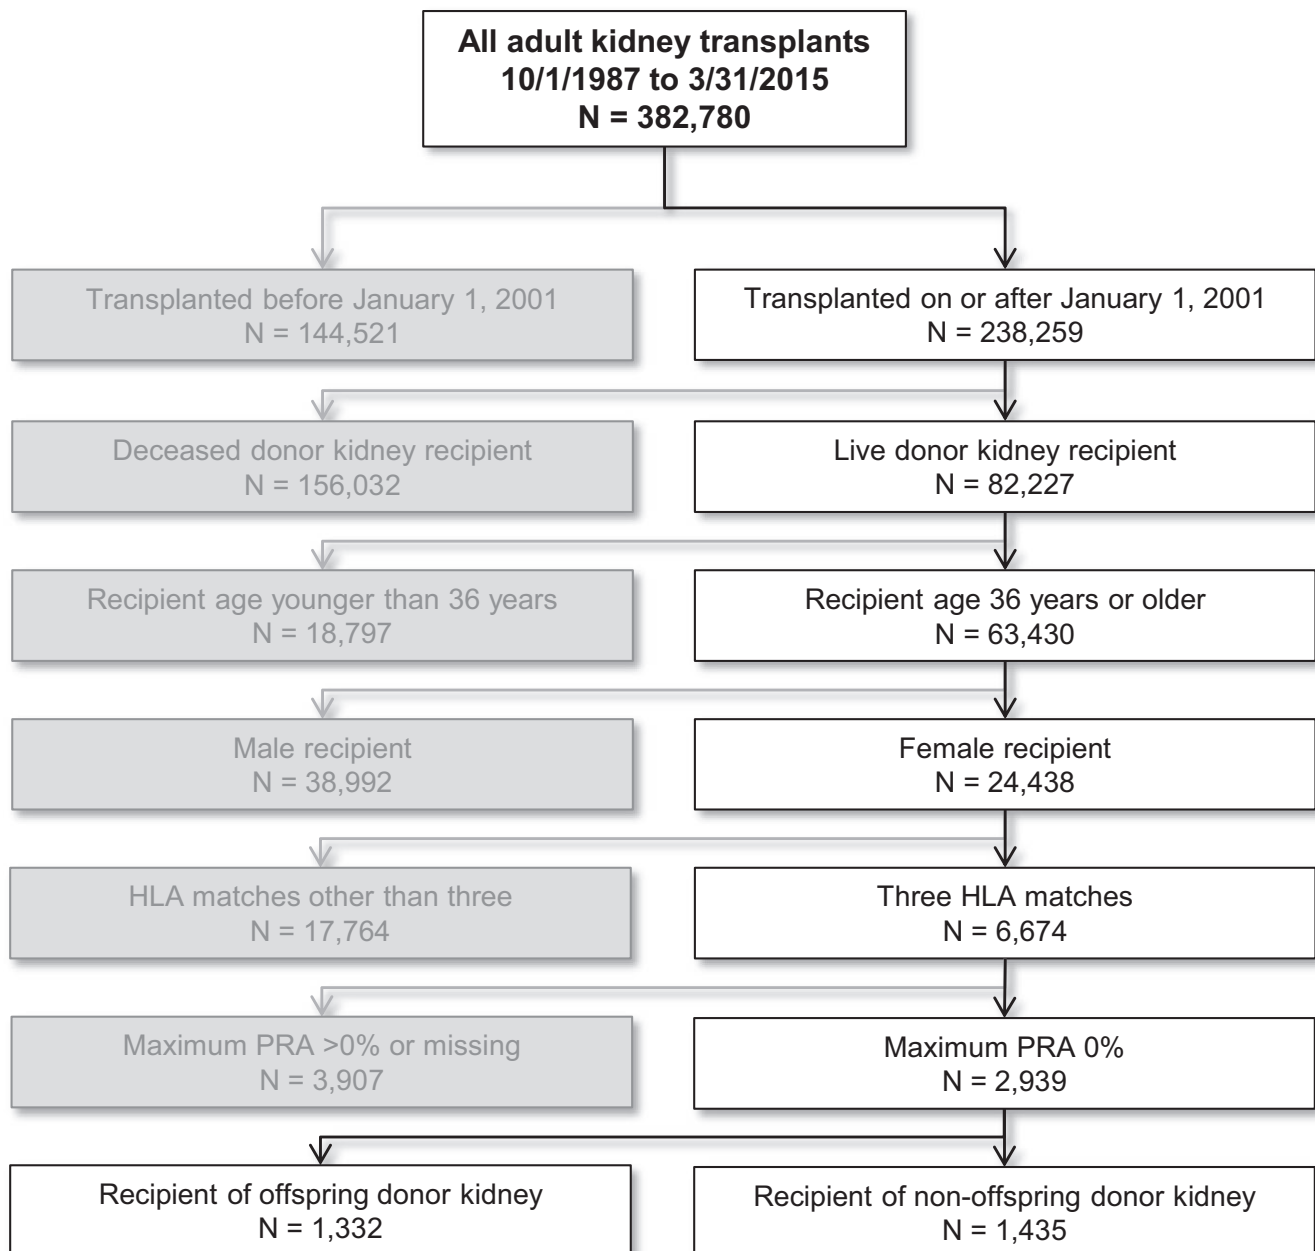 All adult kidney transplants
10/1/1987 to 3/31/2015
N = 382,780
Transplanted before January 1, 2001
N = 144,521
Transplanted on or after January 1, 2001
N = 238,259
Deceased donor kidney recipient
N = 156,032
Live donor kidney recipient
N = 82,227
Recipient age younger than 36 years
N = 18,797
Recipient age 36 years or older
N = 63,430
Male recipient
N = 38,992
Female recipient
N = 24,438
HLA matches other than three
N = 17,764
Three HLA matches
N = 6,674
Maximum PRA >0% or missing
N = 3,907
Maximum PRA 0%
N = 2,939
Recipient of offspring donor kidney
N = 1,332
Recipient of non-offspring donor kidney
N = 1,435